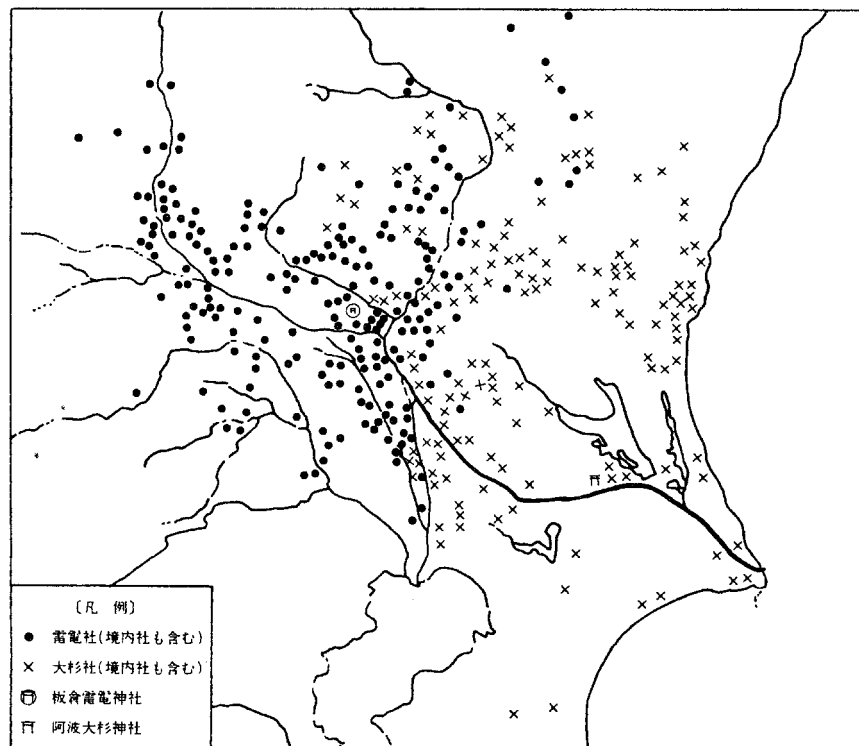 〔凡 例〕
● 雷電社(境内社も含む)
× 大杉社(境内社も含む)
板倉雷電神社
阿波大杉神社